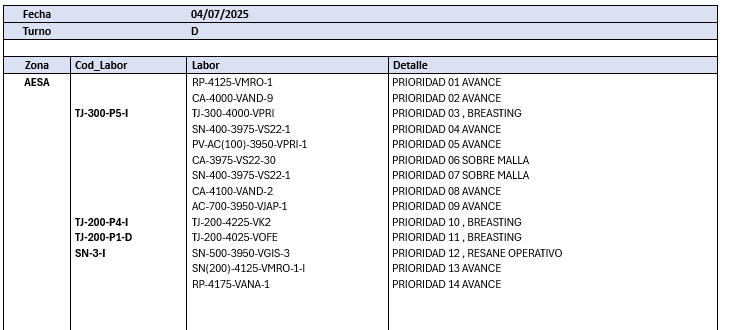 Fecha 04/07/2025
Turno D
Zona Cod_Labor Labor Detalle
AESA RP-4125-VMRO-1 PRIORIDAD 01 AVANCE
CA-4000-VAND-9 PRIORIDAD 02 AVANCE
TJ-300-P5-I TJ-300-4000-VPRI PRIORIDAD 03 , BREASTING
SN-400-3975-VS22-1 PRIORIDAD 04 AVANCE
PV-AC(100)-3950-VPRI-1 PRIORIDAD 05 AVANCE
CA-3975-VS22-30 PRIORIDAD 06 SOBRE MALLA
SN-400-3975-VS22-1 PRIORIDAD 07 SOBRE MALLA
CA-4100-VAND-2 PRIORIDAD 08 AVANCE
AC-700-3950-VJAP-1 PRIORIDAD 09 AVANCE
TJ-200-P4-I TJ-200-4225-VK2 PRIORIDAD 10 , BREASTING
TJ-200-P1-D TJ-200-4025-VOFE PRIORIDAD 11 , BREASTING
SN-3-I SN-500-3950-VGIS-3 PRIORIDAD 12 , RESANE OPERATIVO
SN(200)-4125-VMRO-1-I PRIORIDAD 13 AVANCE
RP-4175-VANA-1 PRIORIDAD 14 AVANCE